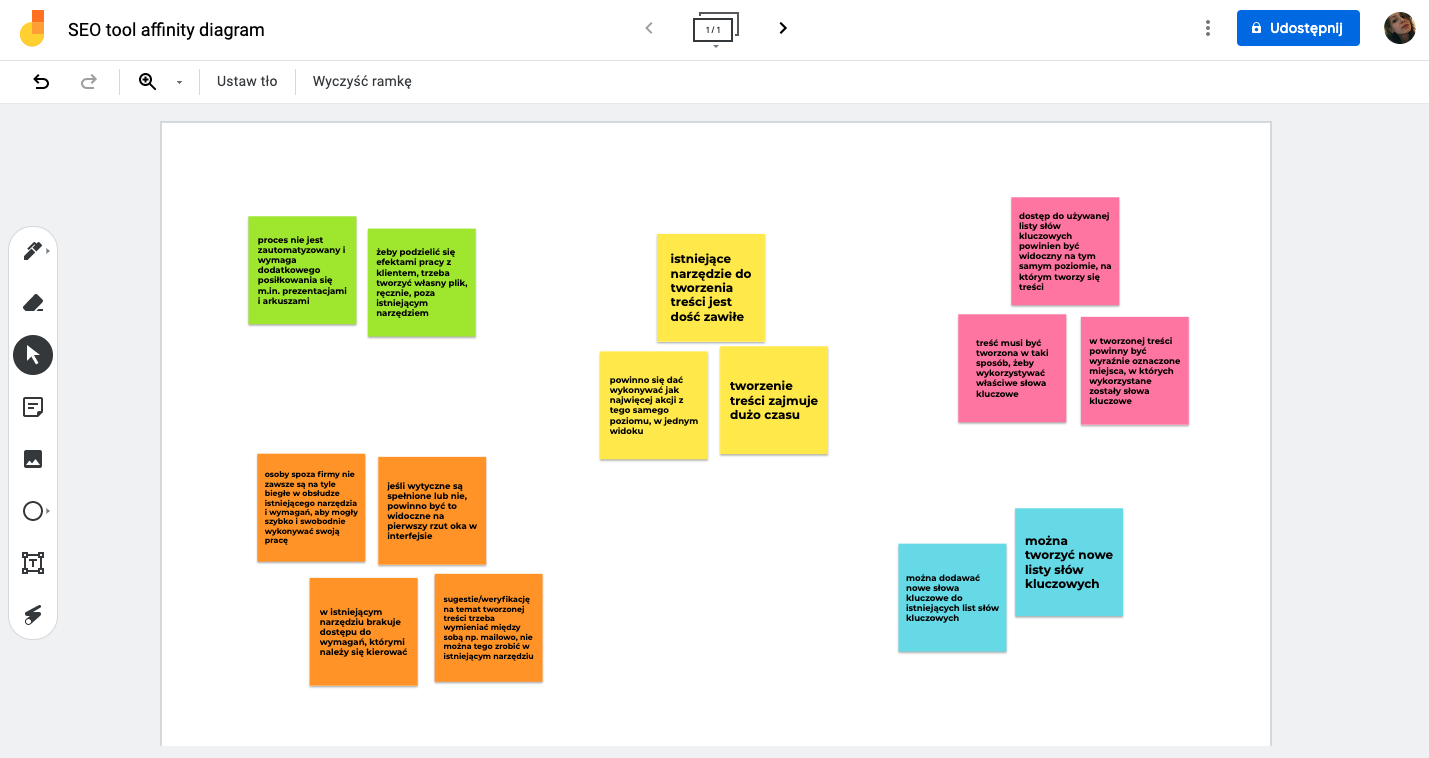 SEO tool affinity diagram
1/1
Udostępnij
Ustaw tło
Wyczyść ramkę
proces nie jest
zautomatyzowany i
wymaga
dodatkowego
posiłkowania się
m.in. prezentacjami
i arkuszami
żeby podzielić się
efektami pracy z
klientem, trzeba
tworzyć własny plik,
ręcznie, poza
istniejącym
narzędziem
istniejące
narzędzie do
tworzenia
treści jest
dość zawiłe
powinno się dać
wykonywać jak
najwięcej akcji z
tego samego
poziomu, w jednym
widoku
tworzenie
treści zajmuje
dużo czasu
dostęp do używanej
listy słów
kluczowych
powinien być
widoczny na tym
samym poziomie, na
którym tworzy się
treści
treść musi być
tworzona w taki
sposób, żeby
wykorzystywać
właściwe słowa
kluczowe
w tworzonej treści
powinny być
wyraźnie oznaczone
miejsca, w których
wykorzystane
zostały słowa
kluczowe
osoby spoza firmy nie
zawsze są na tyle
biegłe w obsłudze
istniejącego narzędzia
i wymagań, aby mogły
szybko i swobodnie
wykonywać swoją
pracę
jeśli wytyczne są
spełnione lub nie,
powinno być to
widoczne na
pierwszy rzut oka w
interfejsie
w istniejącym
narzędziu brakuje
dostępu do
wymagań, którymi
należy się kierować
sugestie/weryfikację
na temat tworzonej
treści trzeba
wymieniać między
sobą np. mailowo, nie
można tego zrobić w
istniejącym narzędziu
można dodawać
nowe słowa
kluczowe do
istniejących list słów
kluczowych
można
tworzyć nowe
listy słów
kluczowych
T